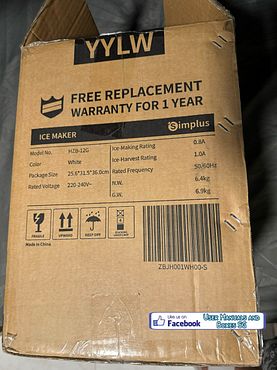 YYLW
FREE REPLACEMENT
WARRANTY FOR 1 YEAR
ICE MAKER
Simplus
Model No. HZB-12G
Color White
Package Size 25.6*31.5*36.0cm
Rated Voltage 220-240V~
Ice-Making Rating 0.8A
Ice-Harvest Rating 1.0A
Rated Frequency 50/60Hz
N.W. 6.4kg
G.W. 6.9kg
FRAGILE
UPWARD
KEEP DRY
Made in China
ZBJH001WH00-S
Like us on
Facebook
User Manuals and
Boxes SG